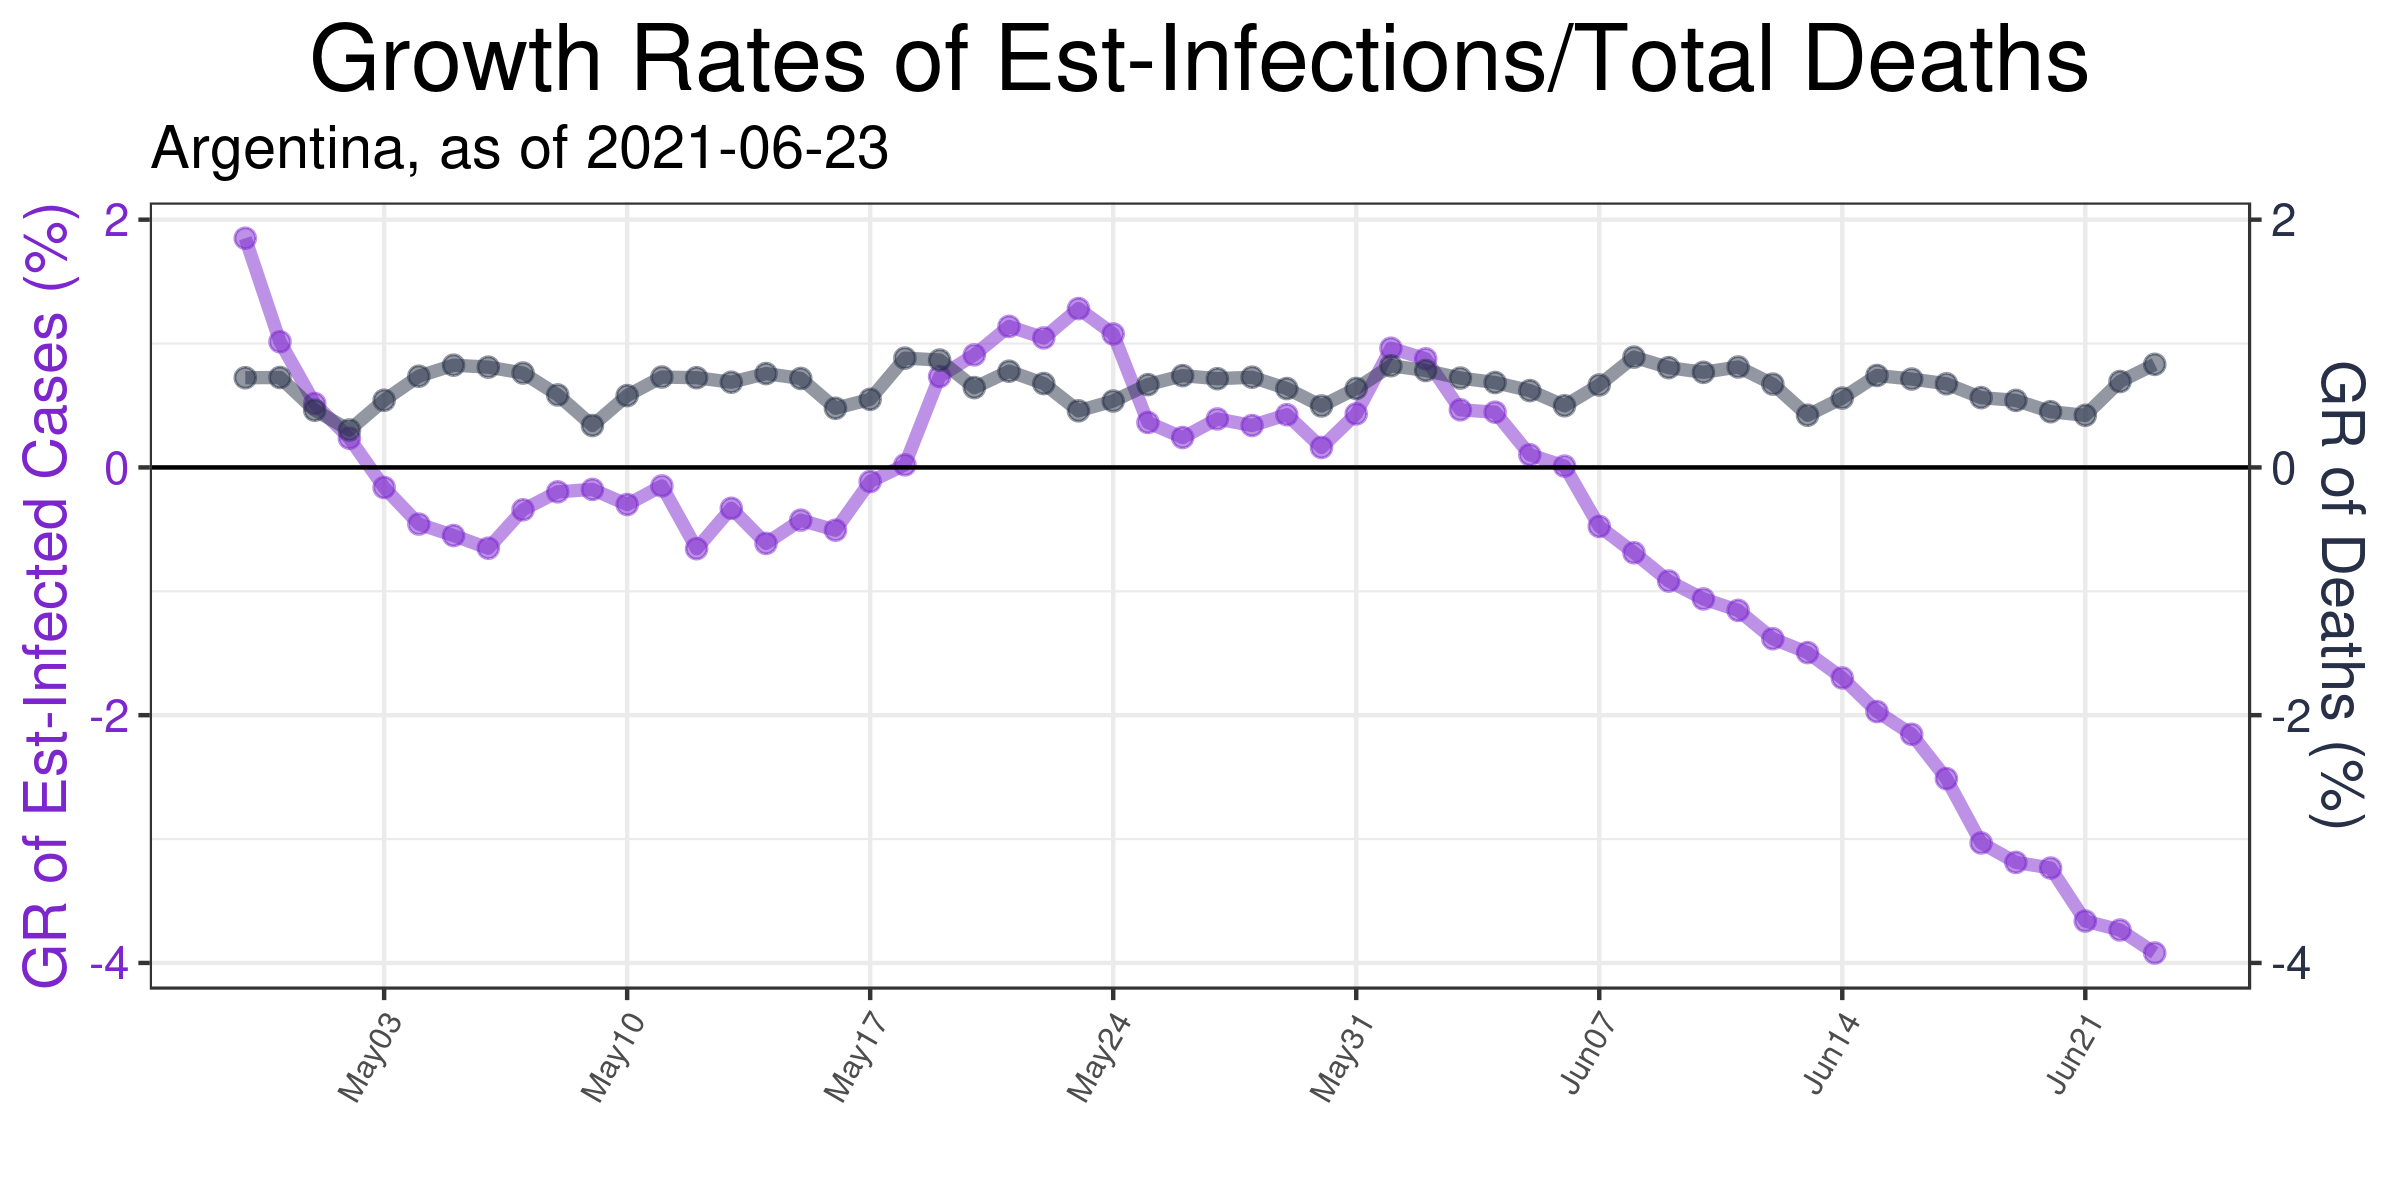 Growth Rates of Est-Infections/Total Deaths
Argentina, as of 2021-06-23
GR of Est-Infected Cases (%)
2
0
-2
-4
2
0
-2
-4
GR of Deaths (%)
May03
May10
May17
May24
May31
Jun07
Jun14
Jun21